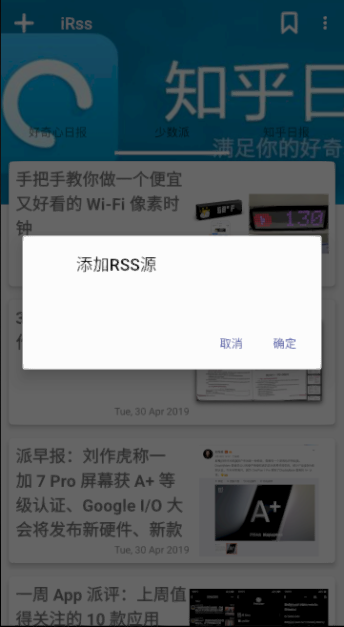 iRss
知乎日
好奇心日报
少数派
知乎日报
满足你的好奇
手把手教你做一个便宜
又好看的 Wi-Fi 像素时
钟
1:30
添加RSS源
取消
确定
Tue, 30 Apr 2019
派早报：刘作虎称一
加 7 Pro 屏幕获 A+ 等
级认证、Google I/O 大
会将发布新硬件、新款
A+
Tue, 30 Apr 2019
一周 App 派评：上周值
得关注的 10 款应用